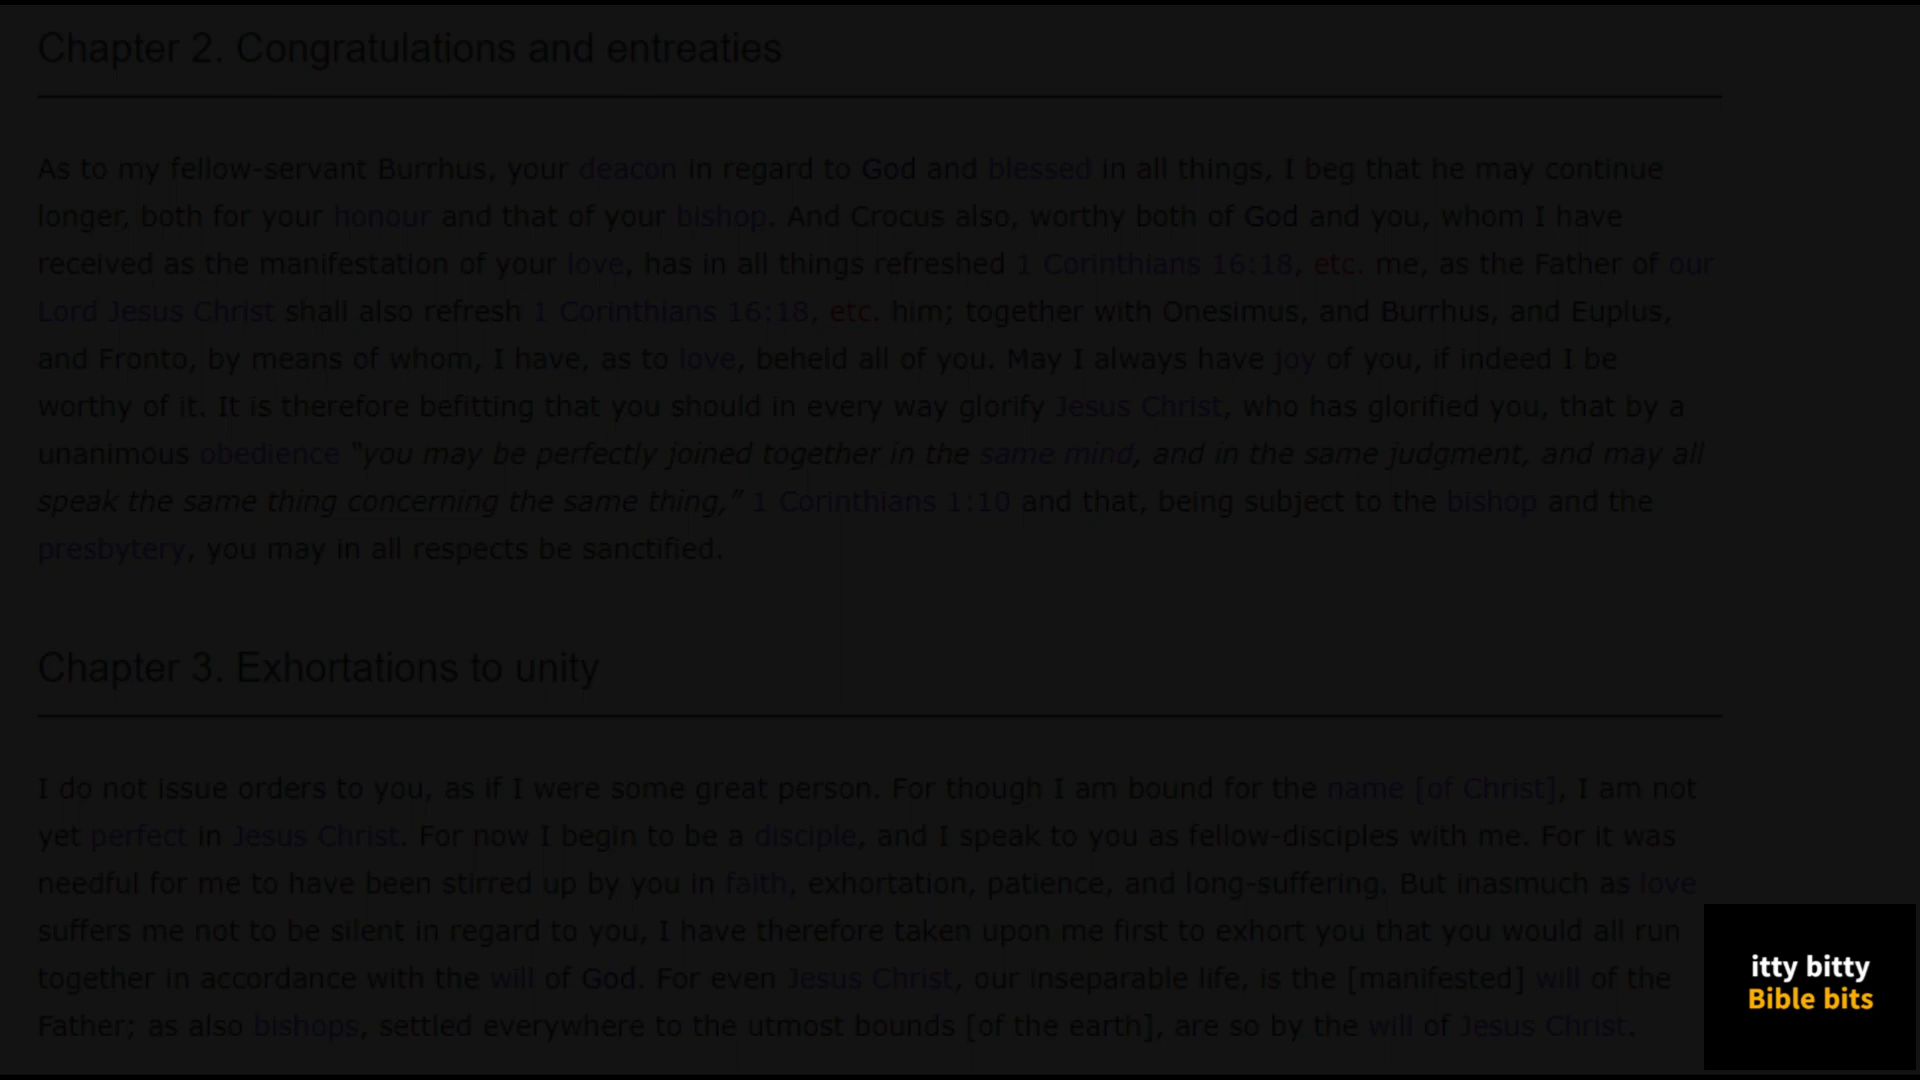 Chapter 2. Congratulations and entreaties
As to my fellow-servant Burrhus, your deacon in regard to God and blessed in all things, I beg that he may continue
longer, both for your honour and that of your bishop. And Crocus also, worthy both of God and you, whom I have
received as the manifestation of your love, has in all things refreshed 1 Corinthians 16:18, etc. me, as the Father of our
Lord Jesus Christ shall also refresh 1 Corinthians 16:18, etc. him; together with Onesimus, and Burrhus, and Euplus,
and Fronto, by means of whom, I have, as to love, beheld all of you. May I always have joy of you, if indeed I be
worthy of it. It is therefore befitting that you should in every way glorify Jesus Christ, who has glorified you, that by a
unanimous obedience "you may be perfectly joined together in the same mind, and in the same judgment, and may all
speak the same thing concerning the same thing," 1 Corinthians 1:10 and that, being subject to the bishop and the
presbytery, you may in all respects be sanctified.
Chapter 3. Exhortations to unity
I do not issue orders to you, as if I were some great person. For though I am bound for the name [of Christ], I am not
yet perfect in Jesus Christ. For now I begin to be a disciple, and I speak to you as fellow-disciples with me. For it was
needful for me to have been stirred up by you in faith, exhortation, patience, and long-suffering. But inasmuch as love
suffers me not to be silent in regard to you, I have therefore taken upon me first to exhort you that you would all run
together in accordance with the will of God. For even Jesus Christ, our inseparable life, is the [manifested] will of the
Father; as also bishops, settled everywhere to the utmost bounds [of the earth], are so by the will of Jesus Christ.
itty bitty
Bible bits